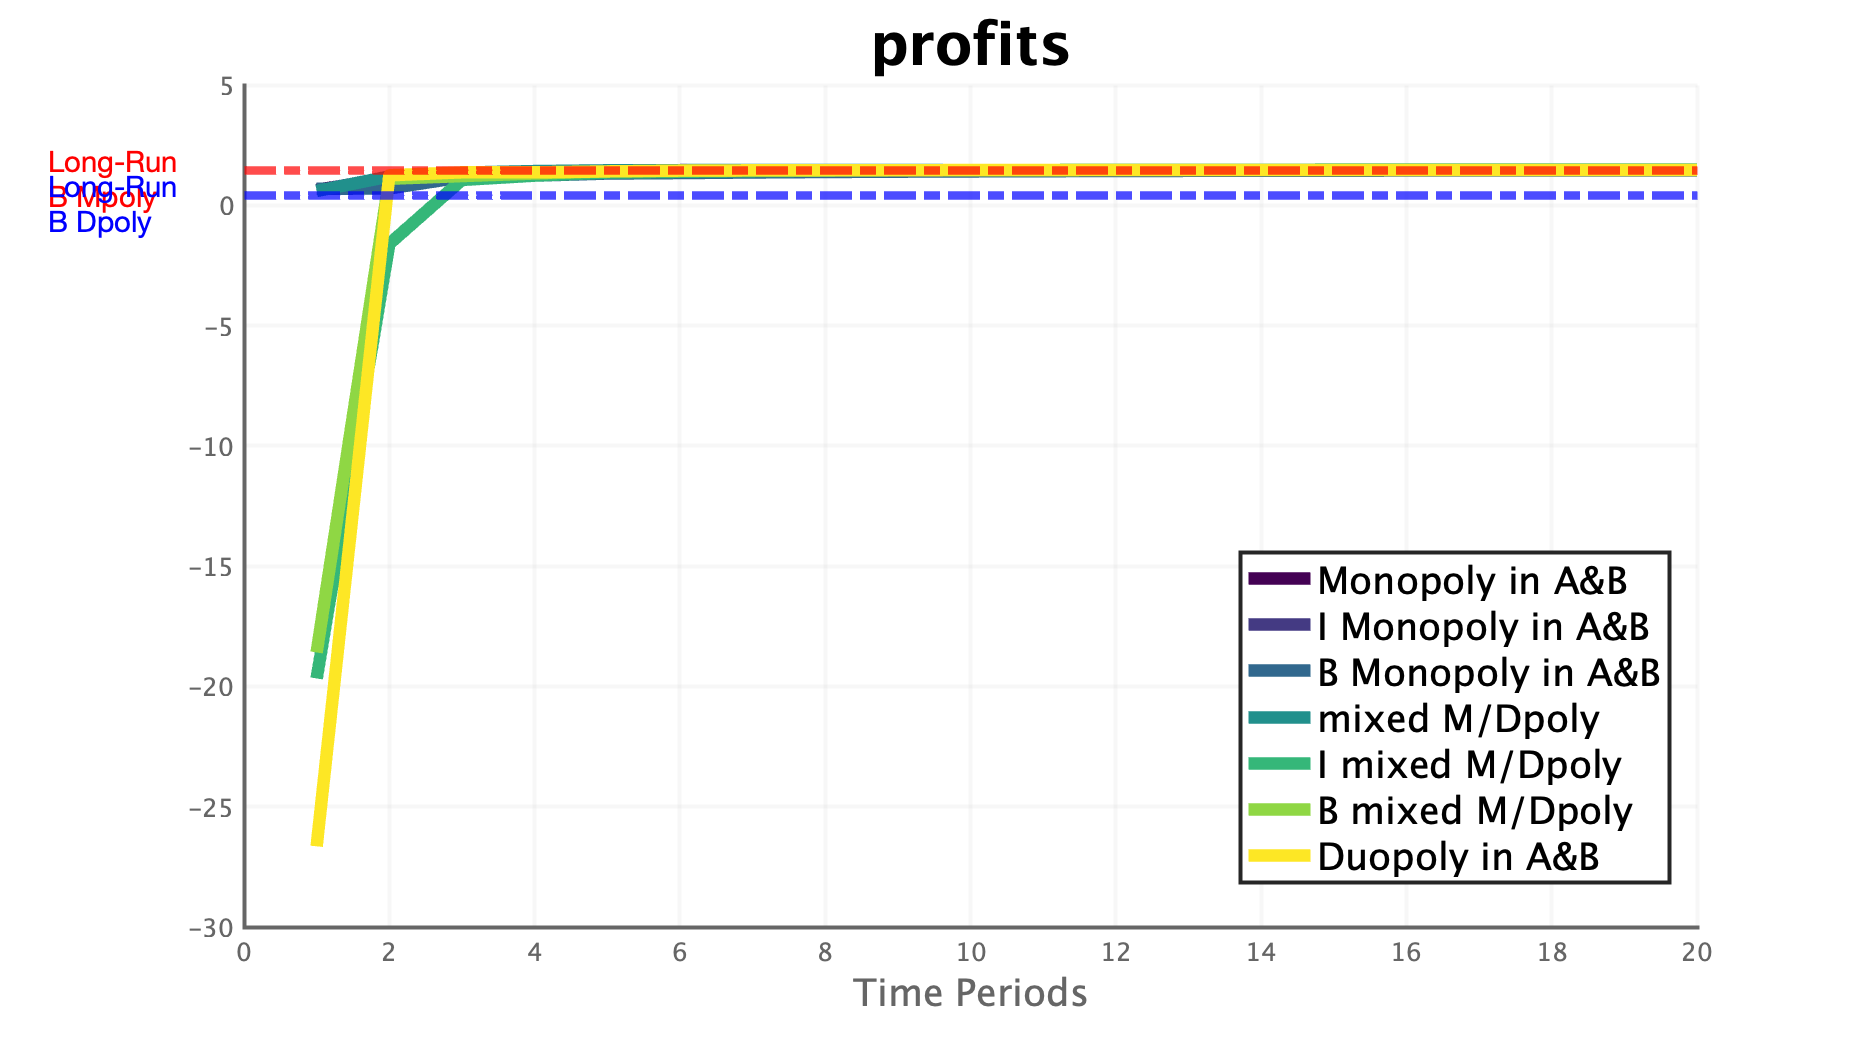 profits
5
0
−5
−10
−15
−20
−25
−30
Long-Run
B Mpoly
Long-Run
B Dpoly
Monopoly in A&B
I Monopoly in A&B
B Monopoly in A&B
mixed M/Dpoly
I mixed M/Dpoly
B mixed M/Dpoly
Duopoly in A&B
0 2 4 6 8 10 12 14 16 18 20
Time Periods